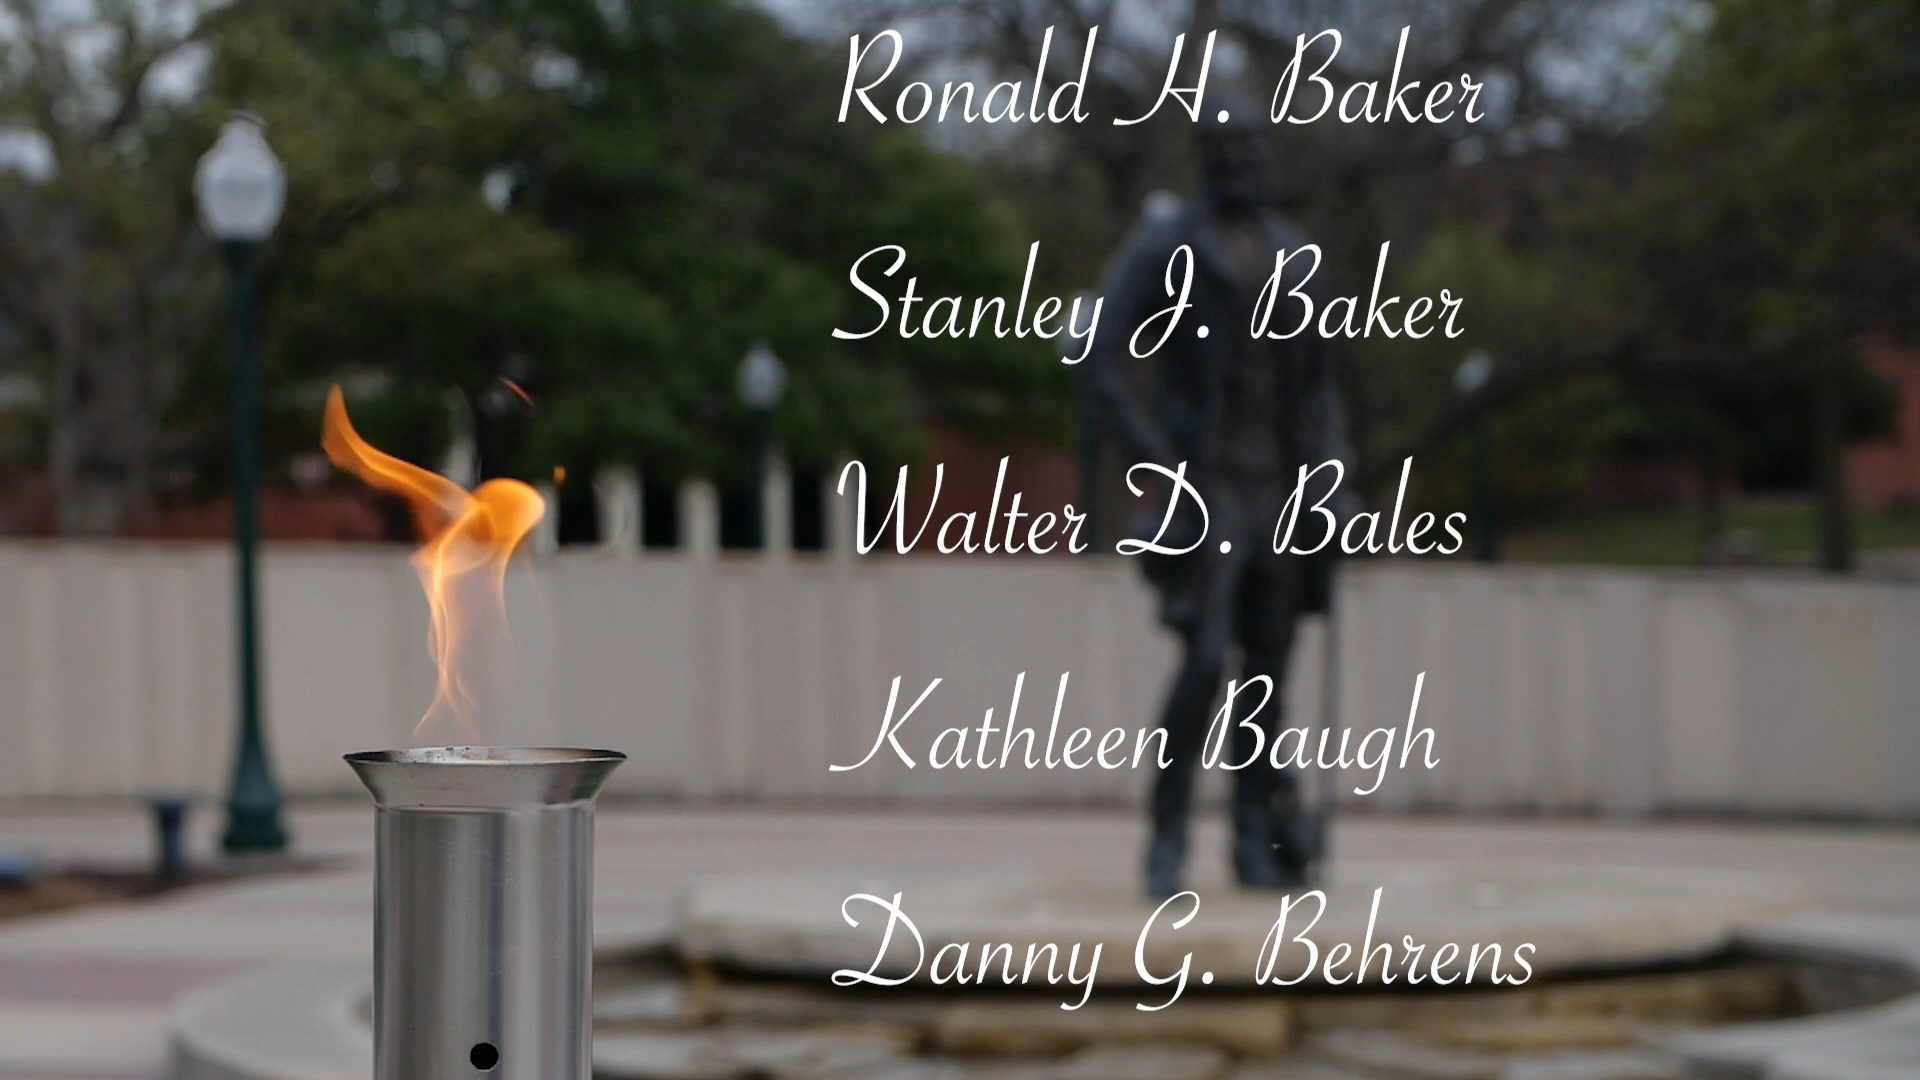 Ronald H. Baker
Stanley J. Baker
Walter D. Bales
Kathleen Baugh
Danny G. Behrens